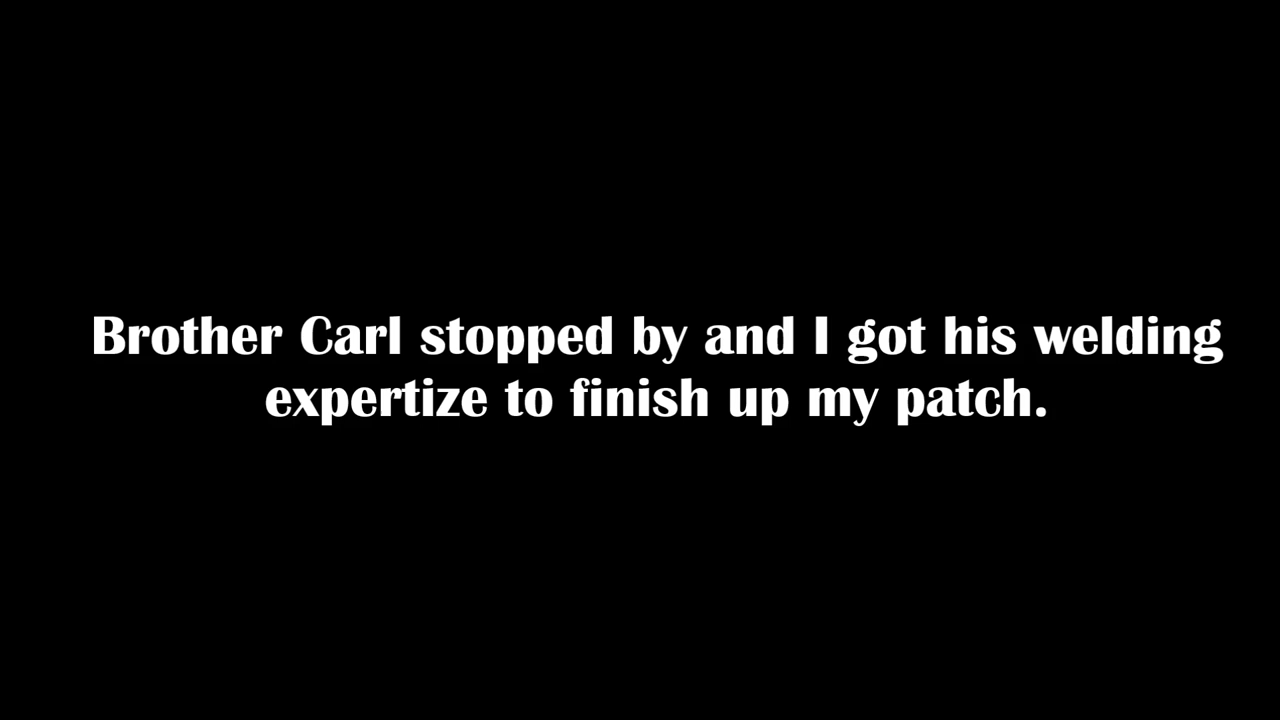 Brother Carl stopped by and I got his welding
expertize to finish up my patch.